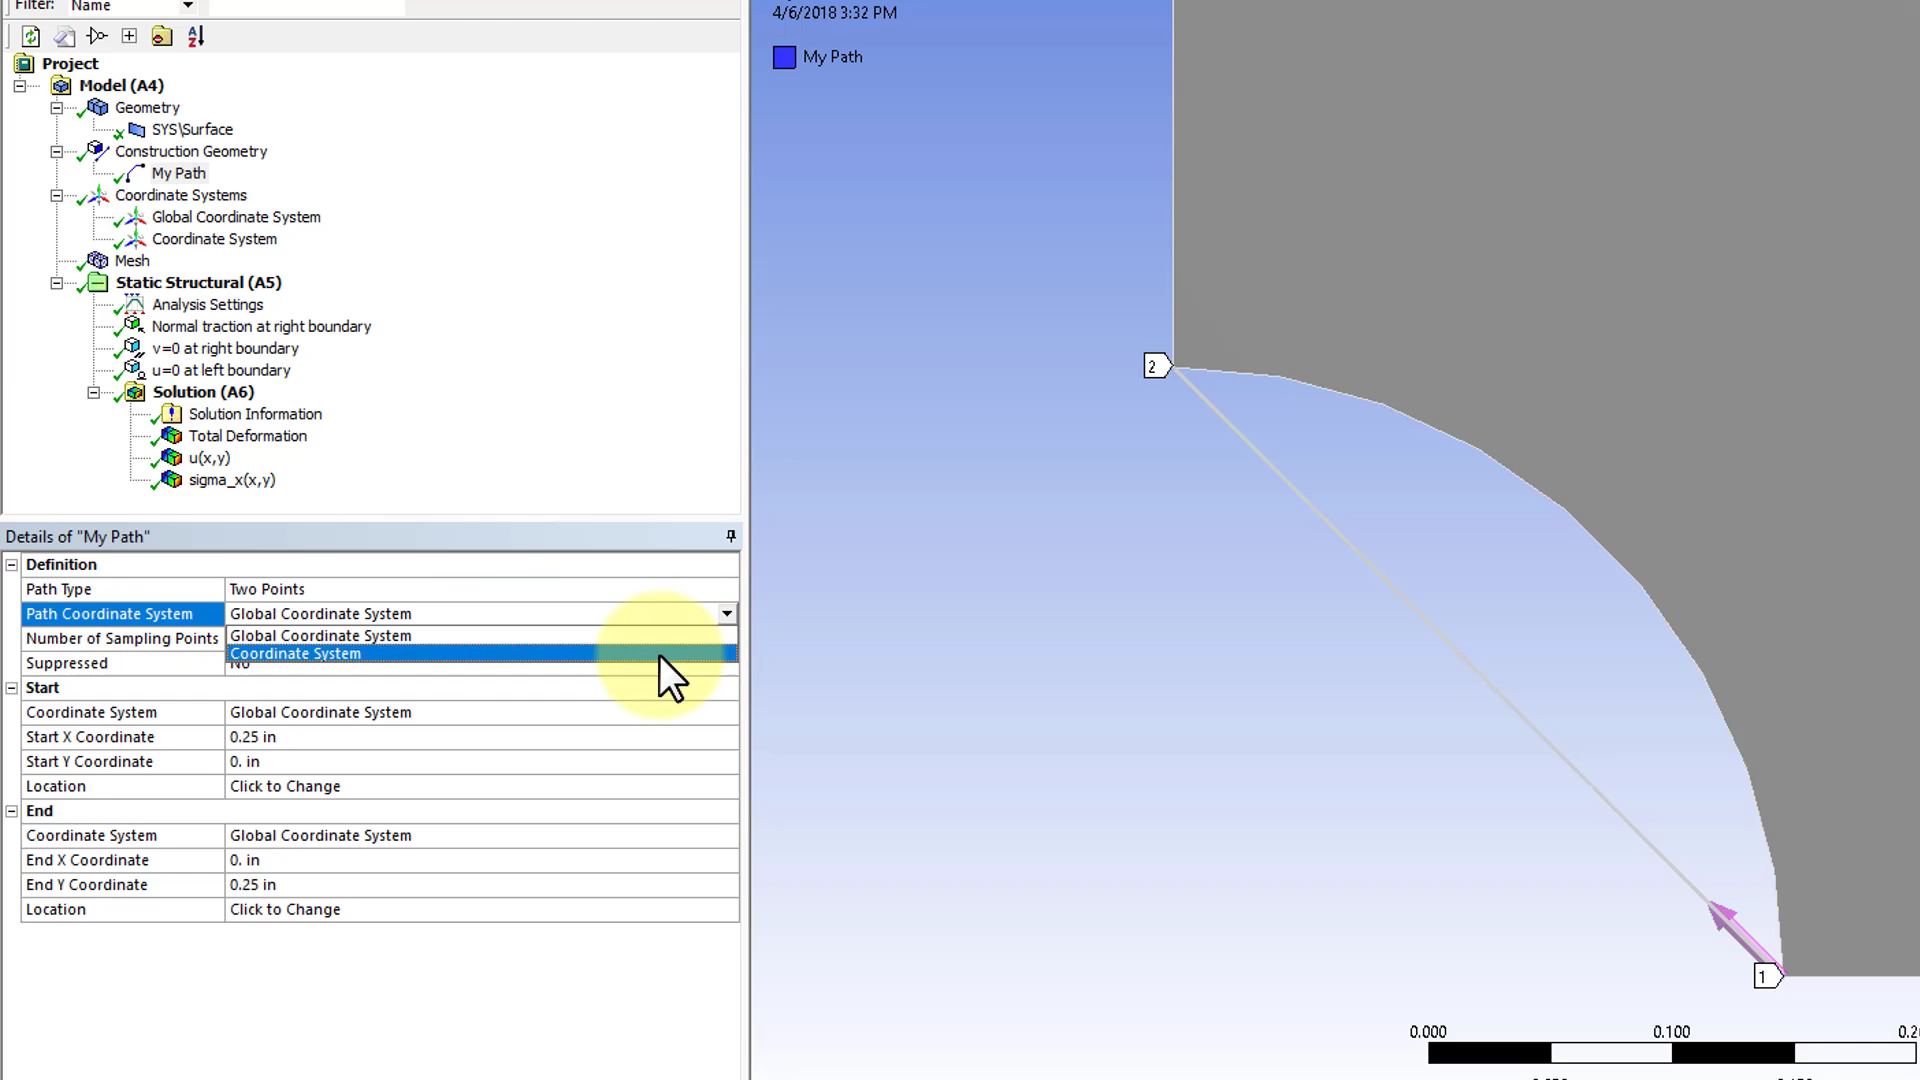 Filter: Name
4/6/2018 3:32 PM
My Path
Project
Model (A4)
Geometry
SYS\Surface
Construction Geometry
My Path
Coordinate Systems
Global Coordinate System
Coordinate System
Mesh
Static Structural (A5)
Analysis Settings
Normal traction at right boundary
v=0 at right boundary
u=0 at left boundary
Solution (A6)
Solution Information
Total Deformation
u(x,y)
sigma_x(x,y)
2
Details of "My Path"
Definition
Path Type Two Points
Path Coordinate System Global Coordinate System
Number of Sampling Points Global Coordinate System
Coordinate System
Suppressed No
Start
Coordinate System Global Coordinate System
Start X Coordinate 0.25 in
Start Y Coordinate 0. in
Location Click to Change
End
Coordinate System Global Coordinate System
End X Coordinate 0. in
End Y Coordinate 0.25 in
Location Click to Change
1
0.000 0.100